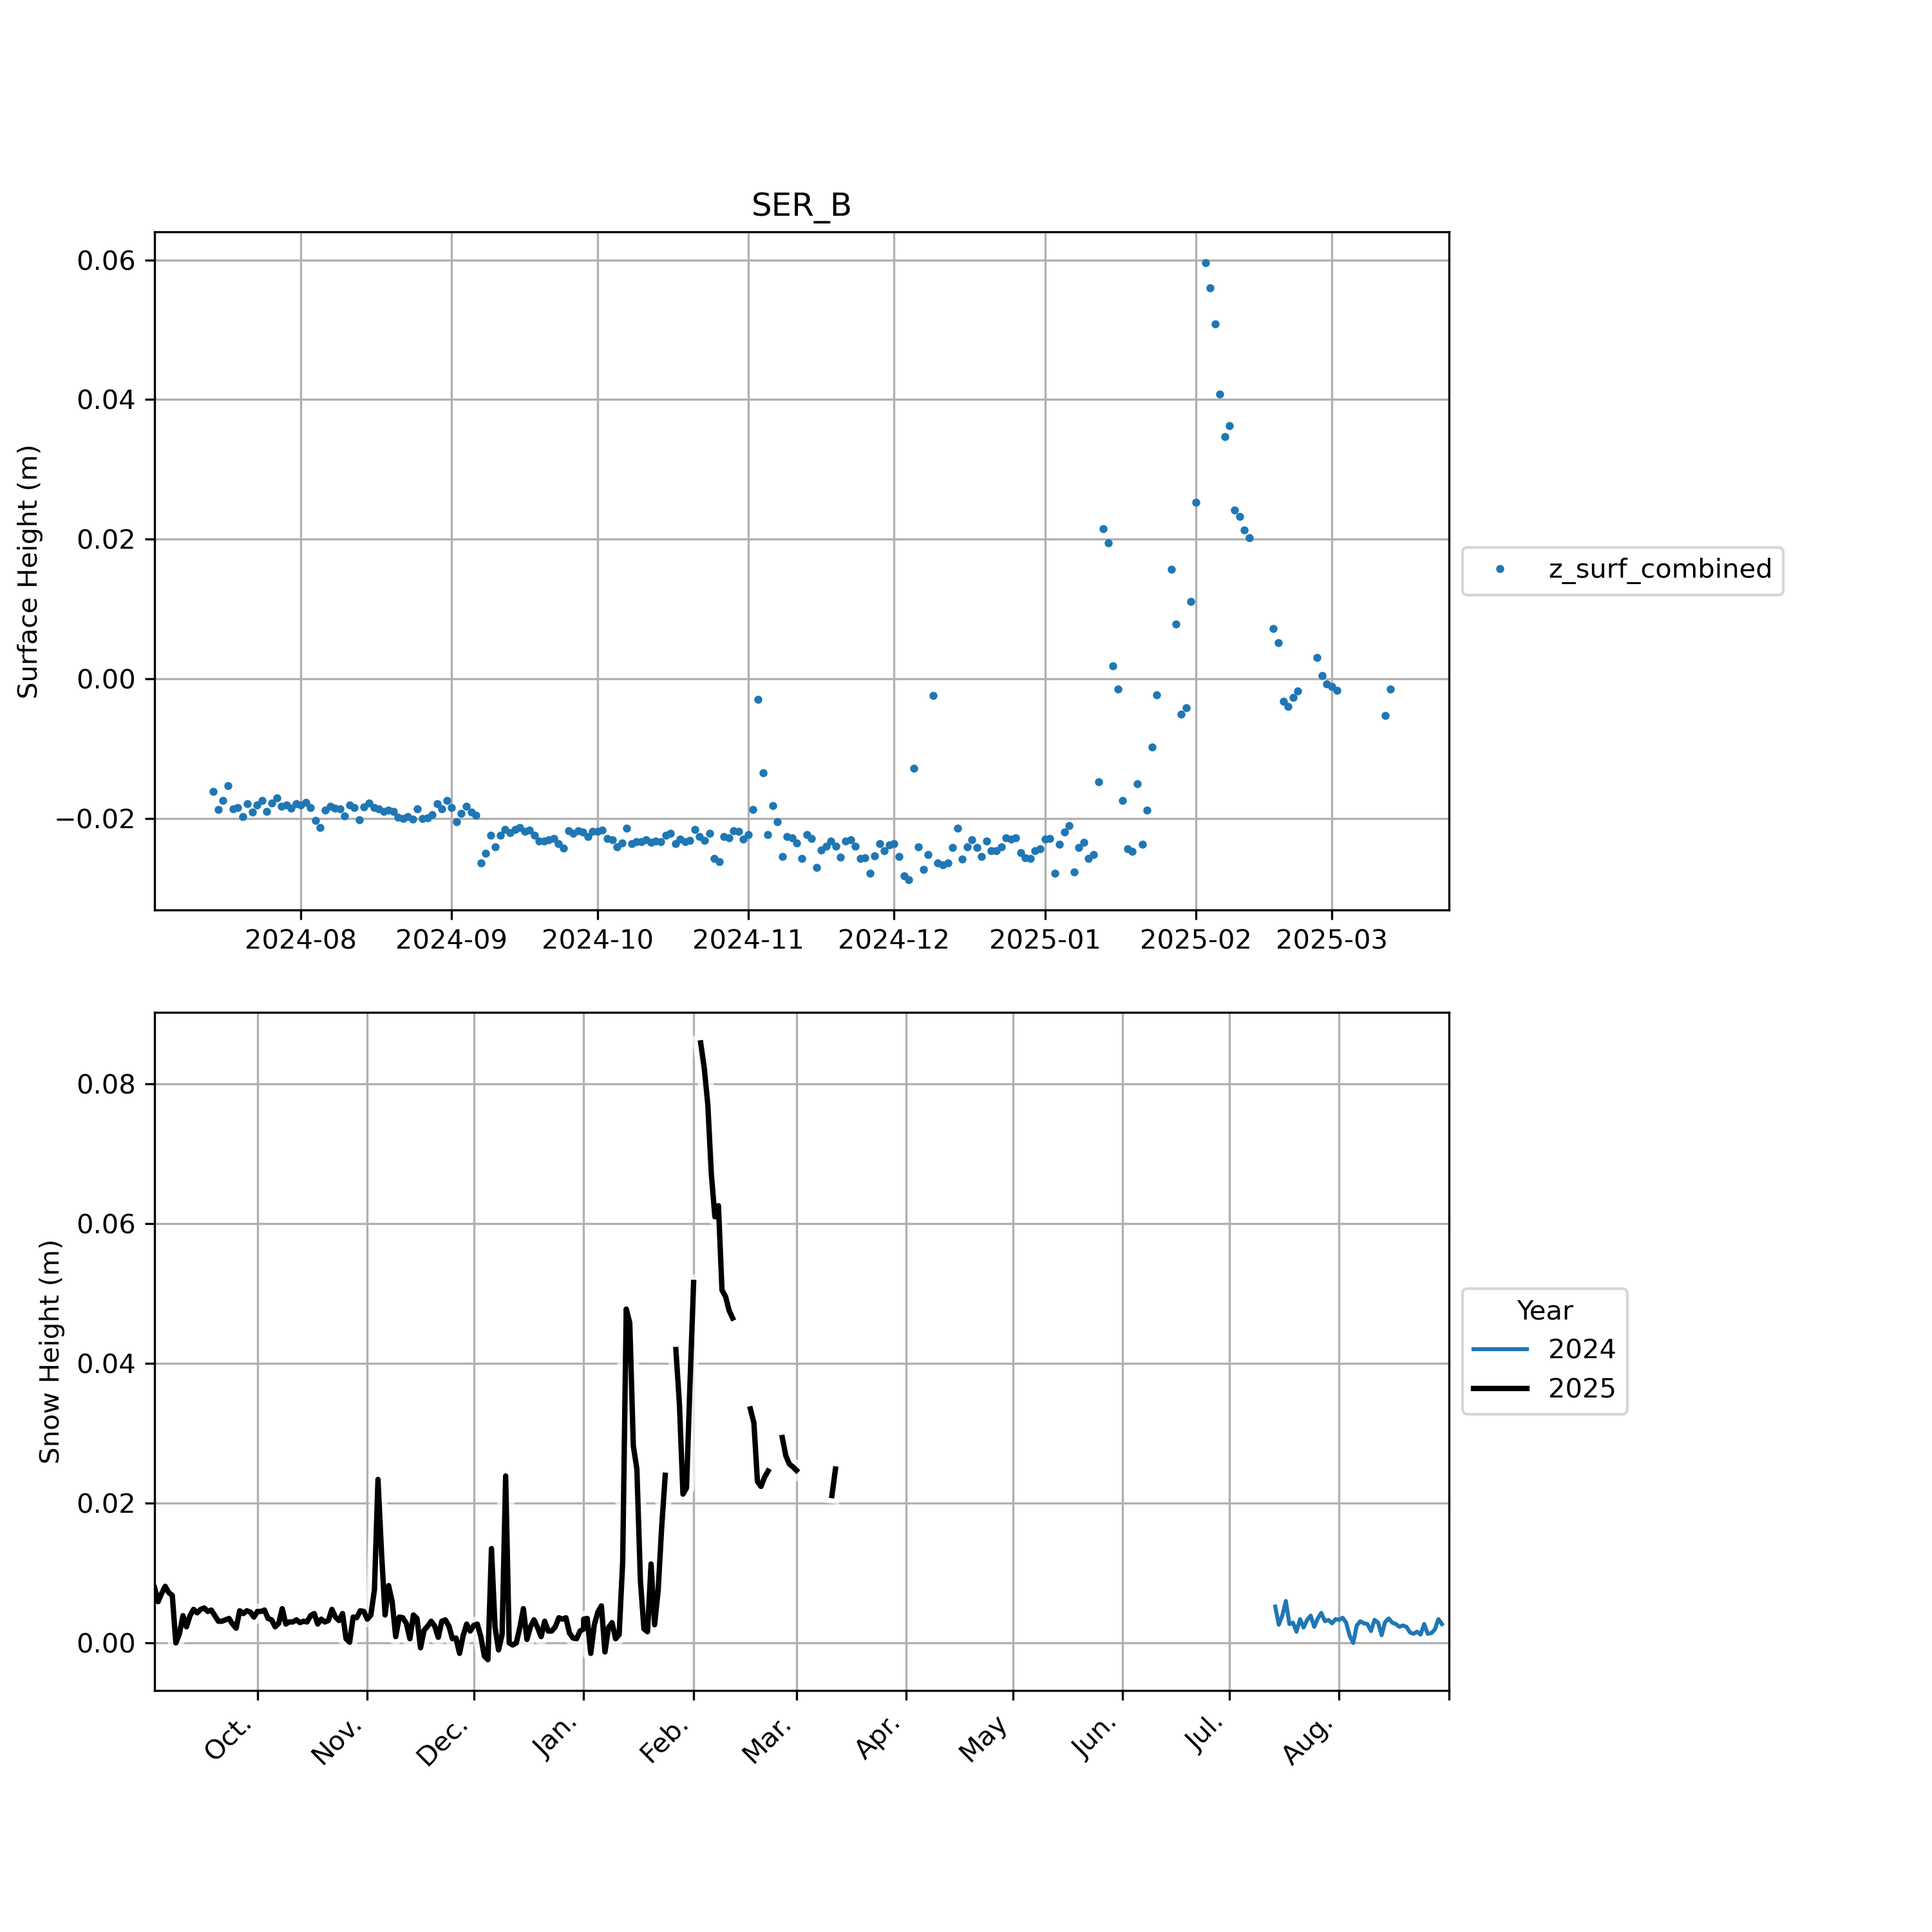 SER_B
Surface Height (m)
0.06
0.04
0.02
0.00
−0.02
2024-08 2024-09 2024-10 2024-11 2024-12 2025-01 2025-02 2025-03
z_surf_combined
Snow Height (m)
0.08
0.06
0.04
0.02
0.00
Oct. Nov. Dec. Jan. Feb. Mar. Apr. May Jun. Jul. Aug.
Year
2024
2025